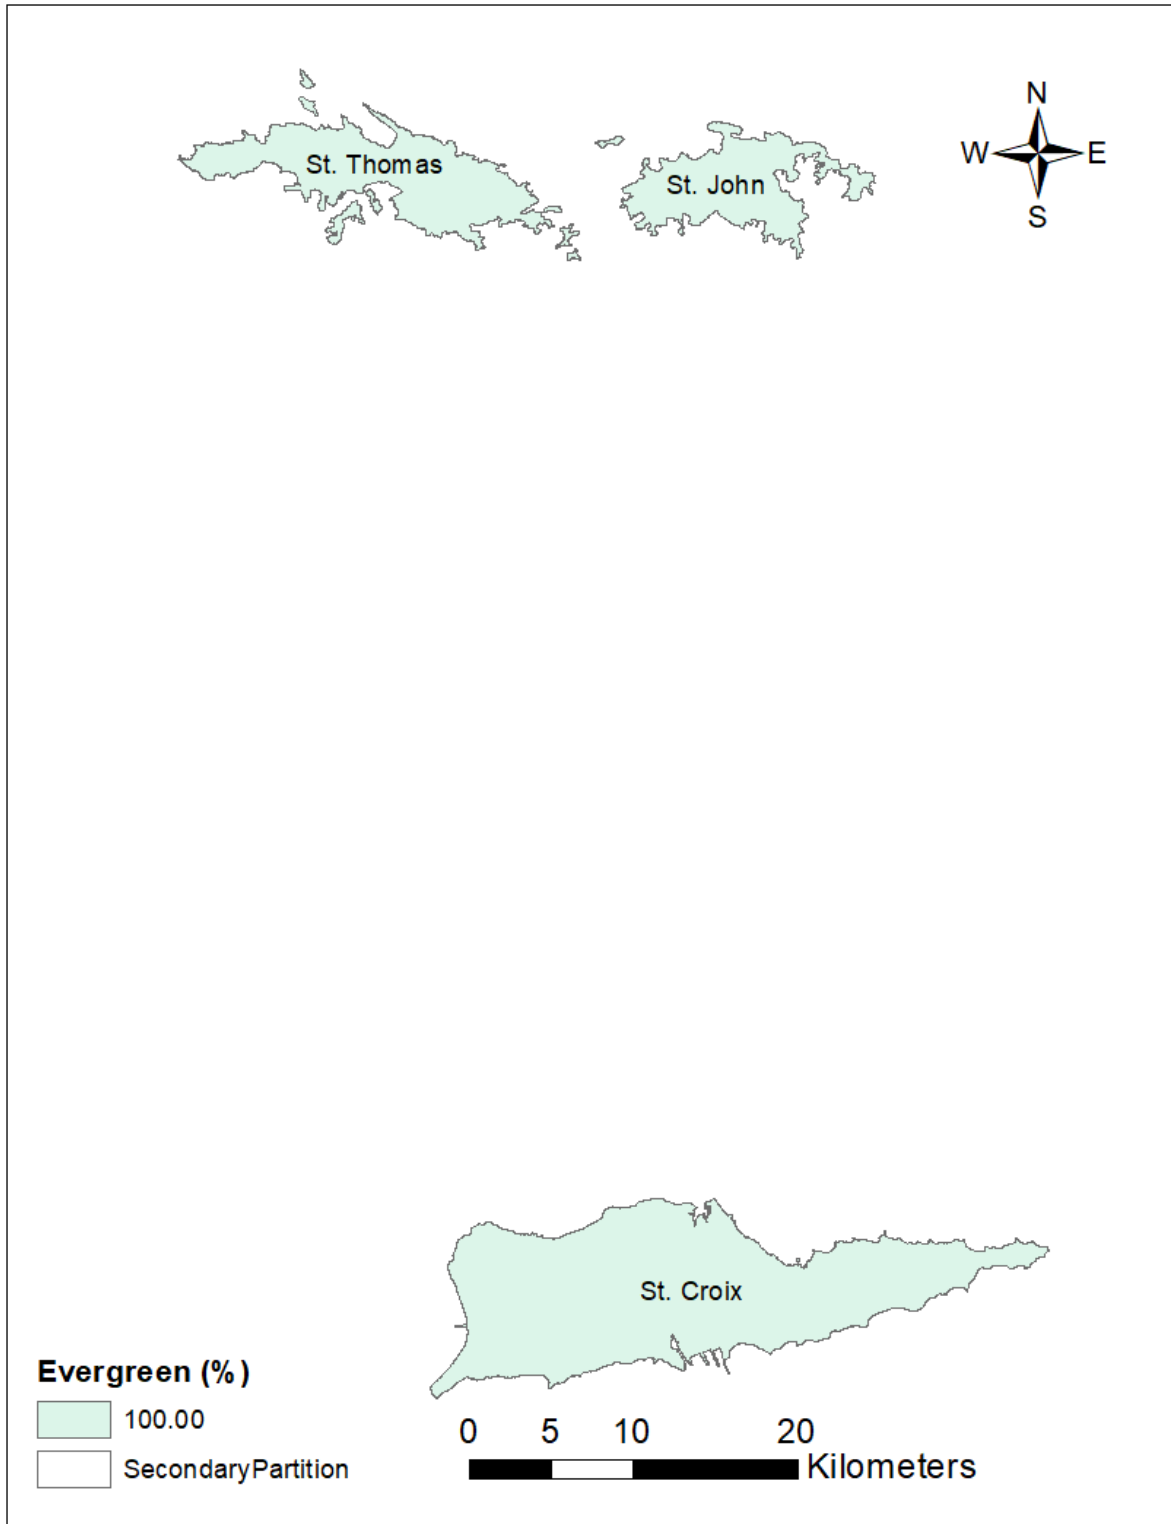 N
W E
S
St. Thomas
St. John
St. Croix
Evergreen (%)
100.00
SecondaryPartition
0 5 10 20
Kilometers